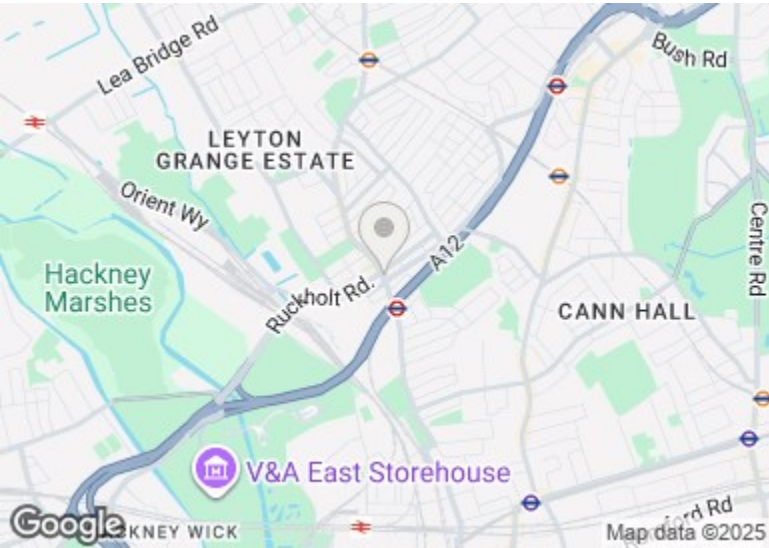 Lea Bridge Rd
Bush Rd
LEYTON
GRANGE ESTATE
Orient Wy
Centre Rd
A12
Hackney
Marshes
Ruckholt Rd.
CANN HALL
V&A East Storehouse
Google
KNEY WICK
Rd
Map data ©2025